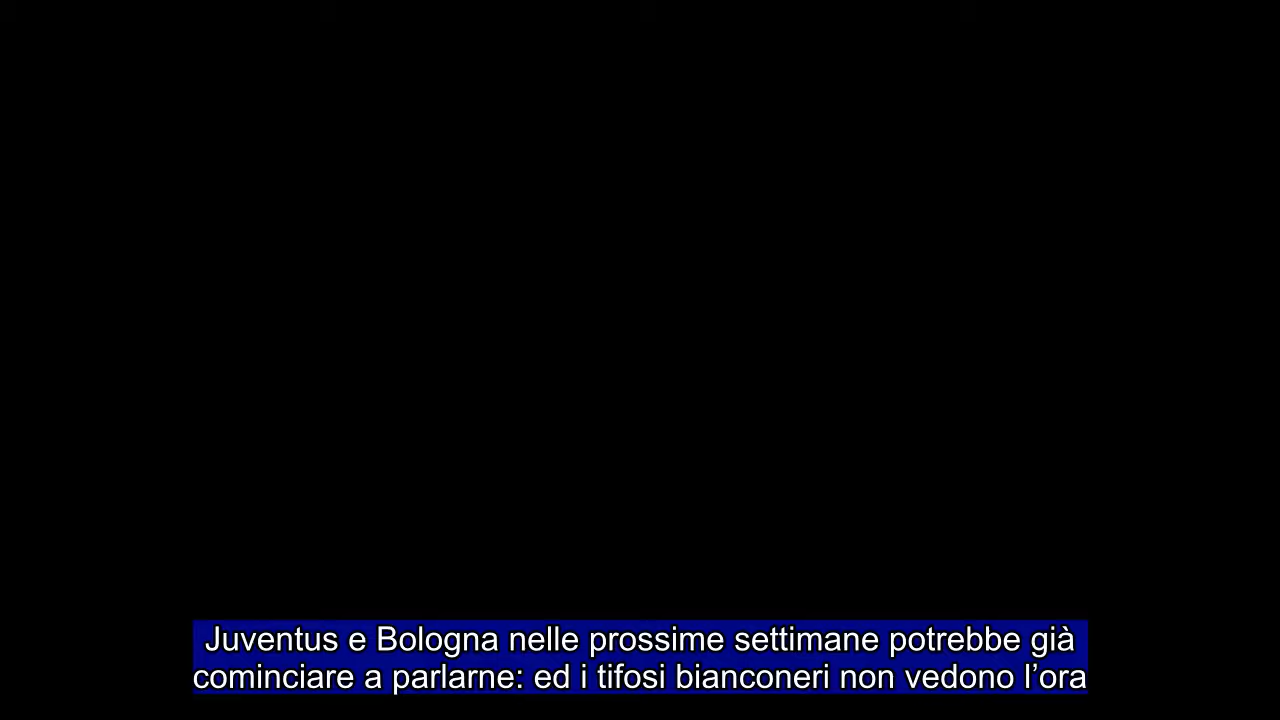 Juventus e Bologna nelle prossime settimane potrebbe già
cominciare a parlarne: ed i tifosi bianconeri non vedono l’ora